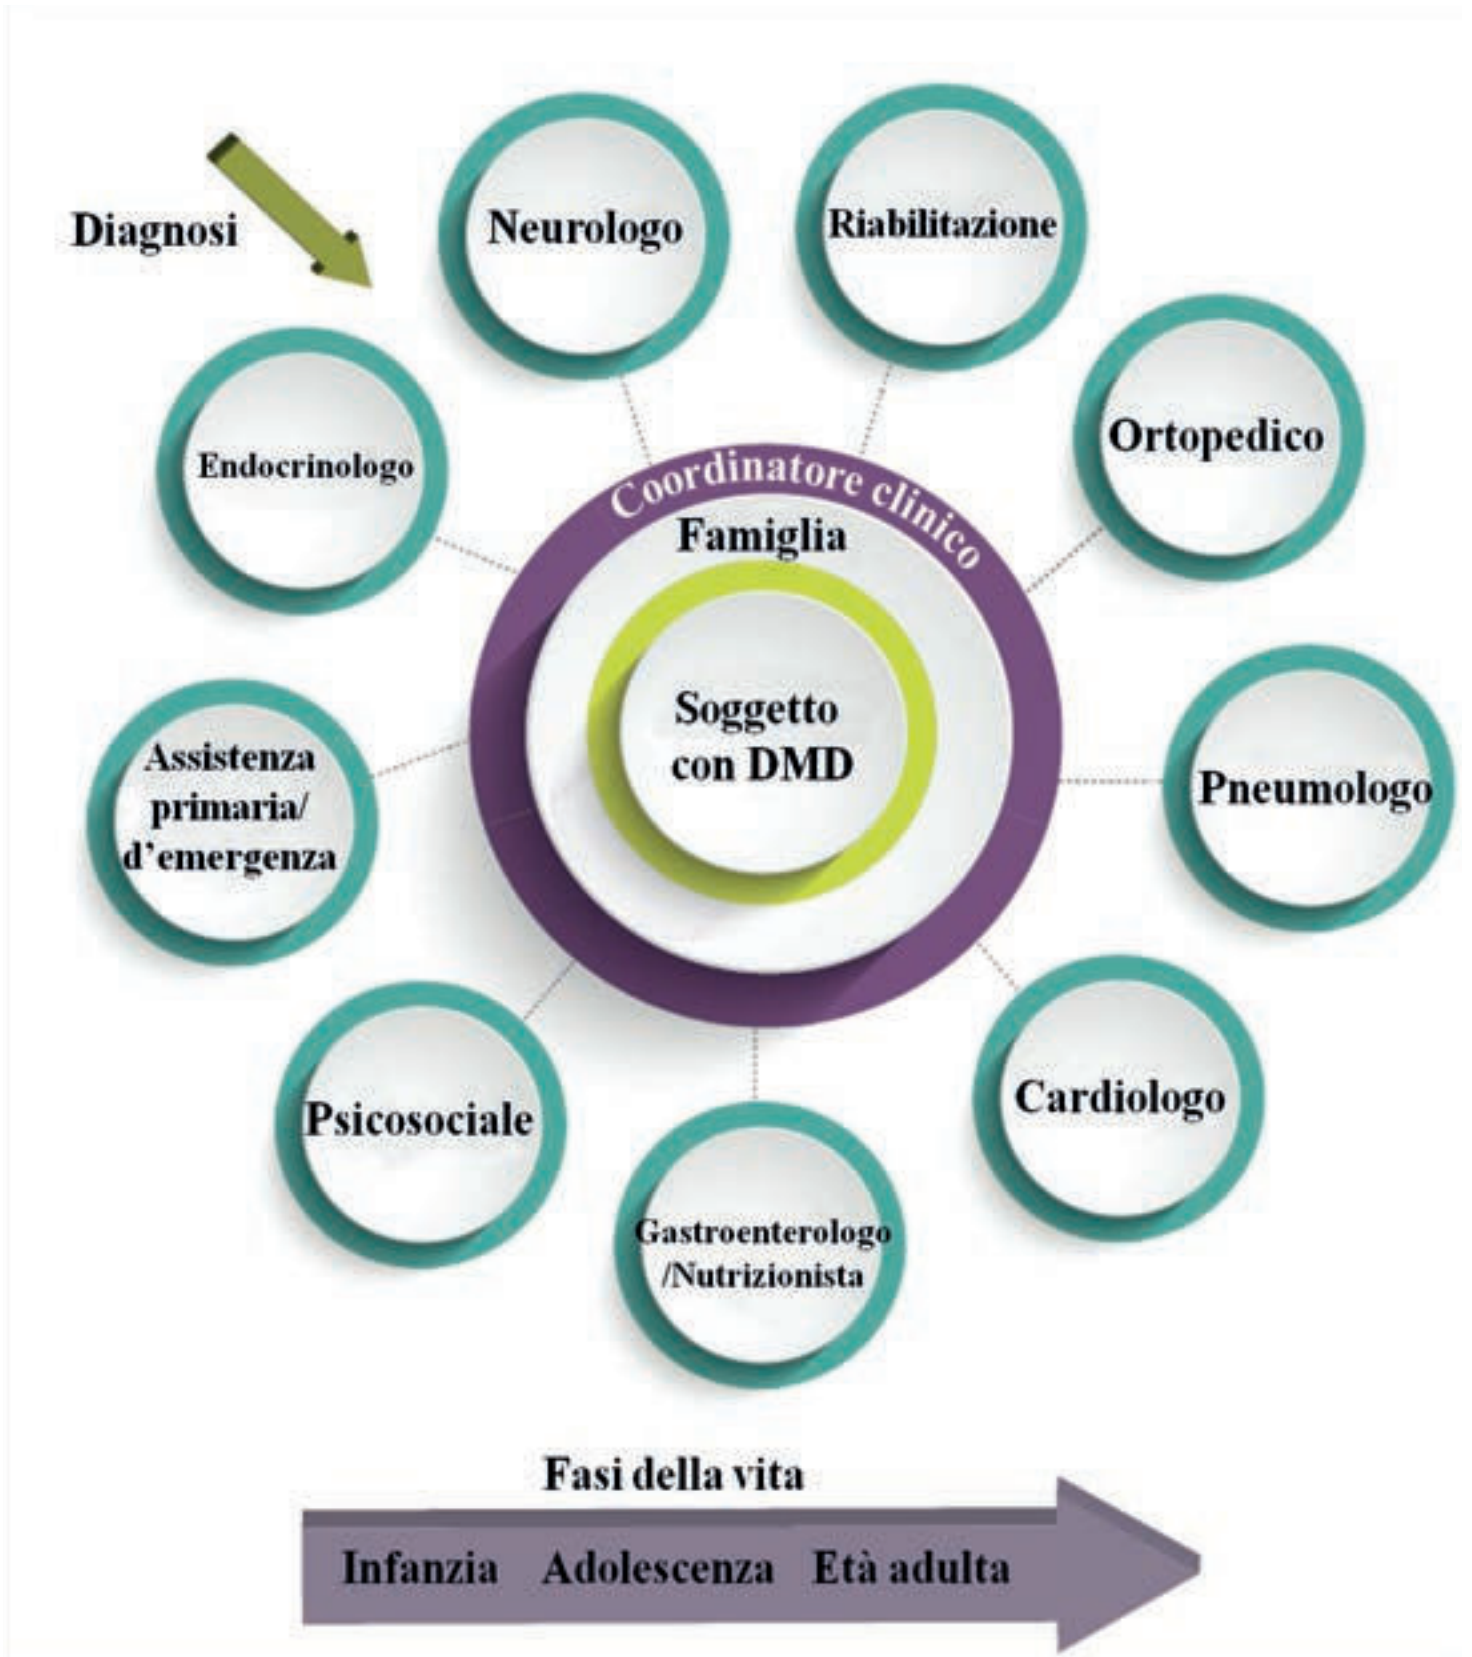 Diagnosi
Neurologo
Riabilitazione
Endocrinologo
Ortopedico
Coordinatore clinico
Famiglia
Soggetto
con DMD
Assistenza
primaria/
d’emergenza
Pneumologo
Psicosociale
Cardiologo
Gastroenterologo
/Nutrizionista
Fasi della vita
Infanzia Adolescenza Età adulta